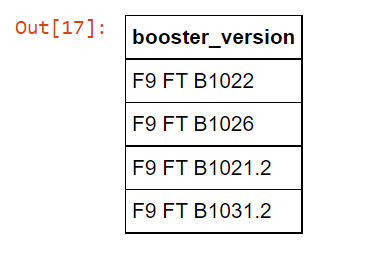 Out[17]:
booster_version
F9 FT B1022
F9 FT B1026
F9 FT B1021.2
F9 FT B1031.2